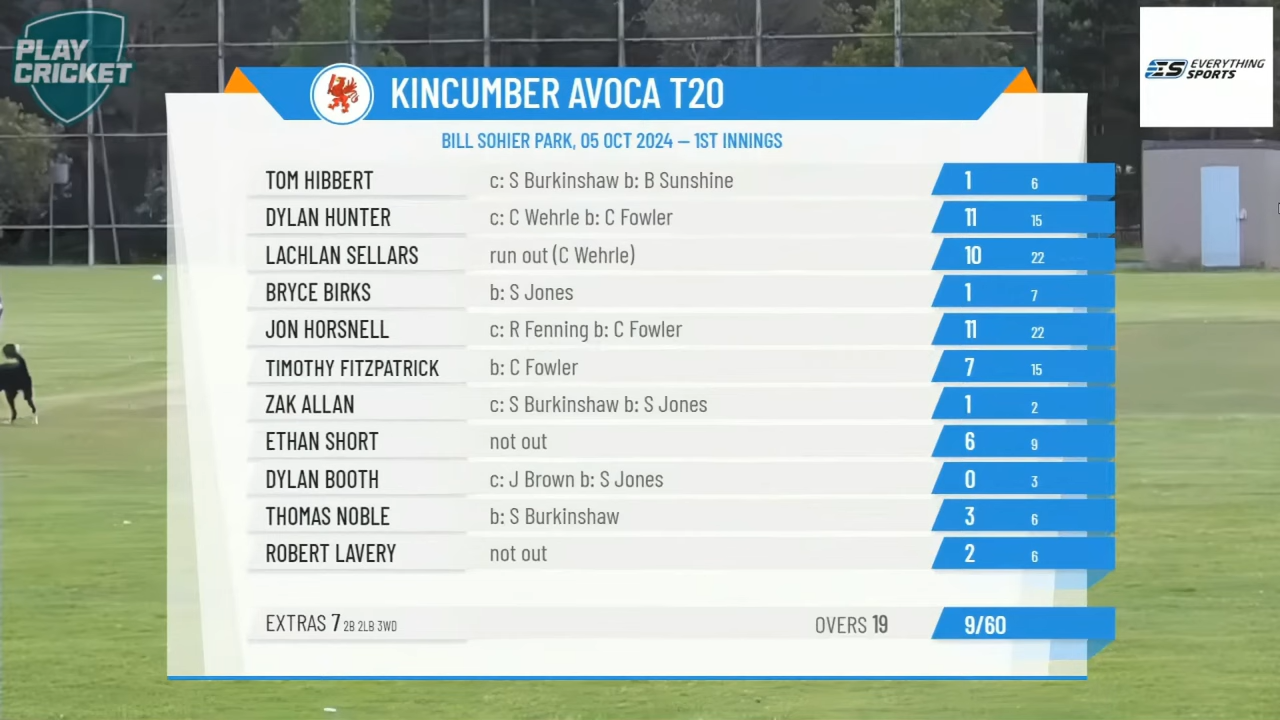 PLAY
CRICKET
ES EVERYTHING
SPORTS
KINCUMBER AVOCA T20
BILL SOHIER PARK, 05 OCT 2024 – 1ST INNINGS
TOM HIBBERT c: S Burkinshaw b: B Sunshine 1 6
DYLAN HUNTER c: C Wehrle b: C Fowler 11 15
LACHLAN SELLARS run out (C Wehrle) 10 22
BRYCE BIRKS b: S Jones 1 7
JON HORSNELL c: R Fenning b: C Fowler 11 22
TIMOTHY FITZPATRICK b: C Fowler 7 15
ZAK ALLAN c: S Burkinshaw b: S Jones 1 2
ETHAN SHORT not out 6 9
DYLAN BOOTH c: J Brown b: S Jones 0 3
THOMAS NOBLE b: S Burkinshaw 3 6
ROBERT LAVERY not out 2 6
EXTRAS 7 2B 2LB 3WD OVERS 19 9/60